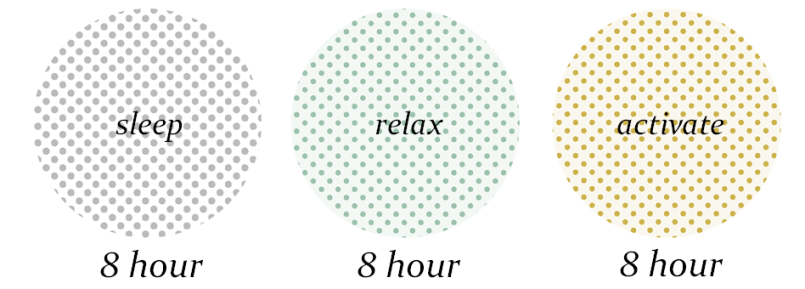 sleep
relax
activate
8 hour
8 hour
8 hour